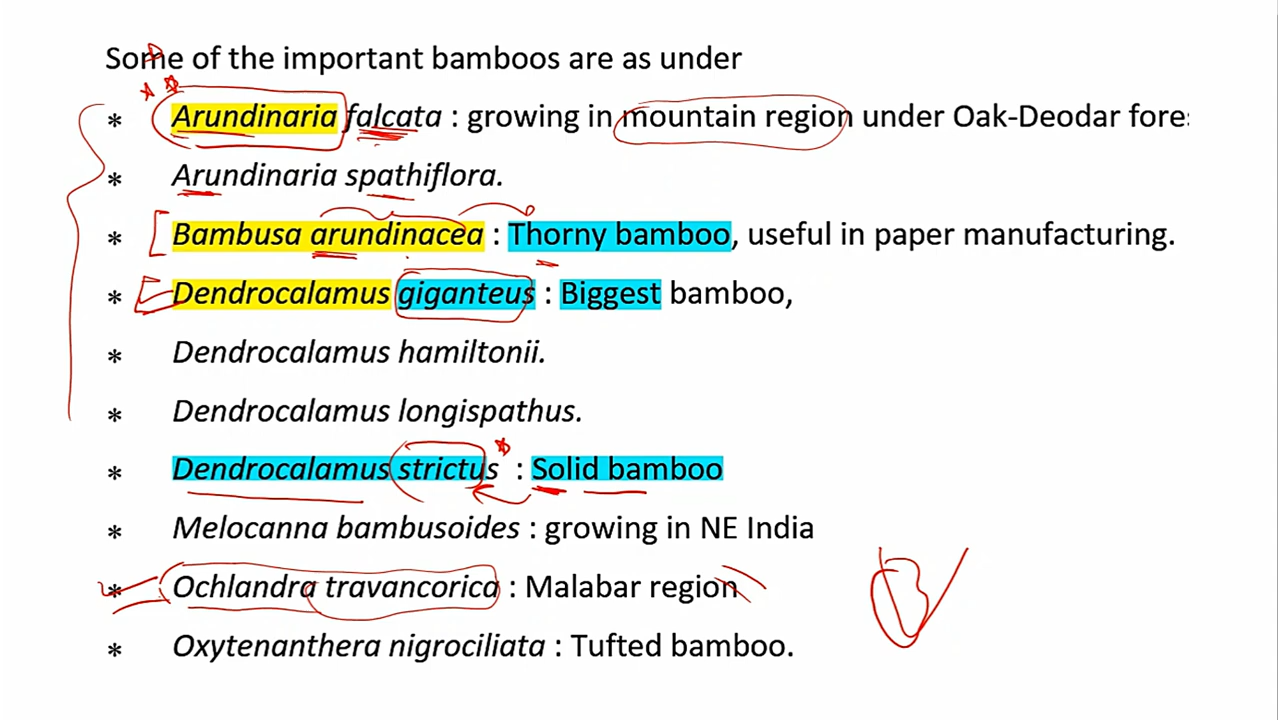 Some of the important bamboos are as under
* Arundinaria falcata : growing in mountain region under Oak-Deodar
* Arundinaria spathiflora.
* Bambusa arundinacea : Thorny bamboo, useful in paper manufacturing.
* Dendrocalamus giganteus : Biggest bamboo,
* Dendrocalamus hamiltonii.
* Dendrocalamus longispathus.
* Dendrocalamus strictus : Solid bamboo
* Melocanna bambusoides : growing in NE India
* Ochlandra travancorica : Malabar region
* Oxytenanthera nigrociliata : Tufted bamboo.